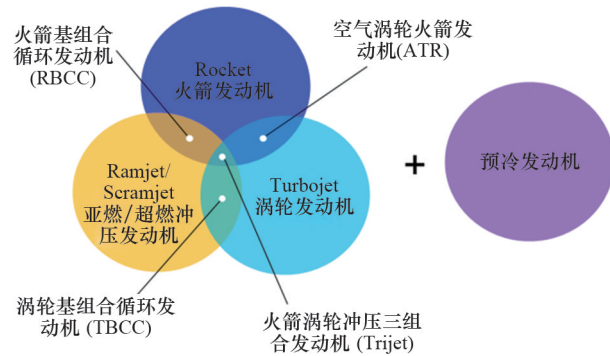 火箭基组合
循环发动机
(RBCC)
空气涡轮火箭发
动机(ATR)
Rocket
火箭发动机
Ramjet/
Scramjet
亚燃/超燃冲
压发动机
Turbojet
涡轮发动机
+
预冷发动机
涡轮基组合循环发
动机 (TBCC)
火箭涡轮冲压三组
合发动机 (Trijet)